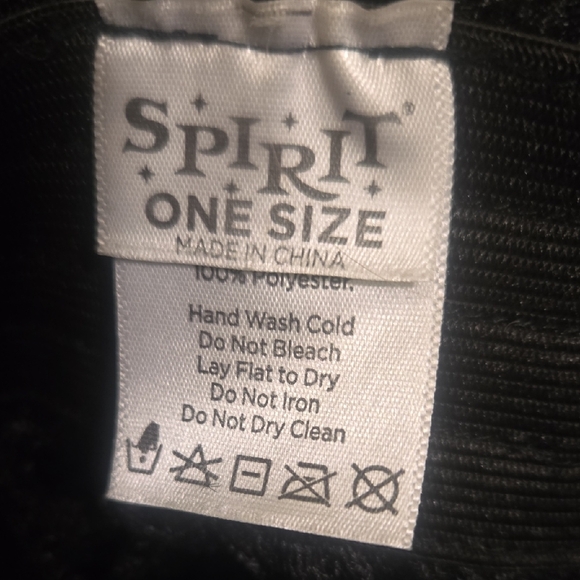 SPIRIT®
ONE SIZE
MADE IN CHINA
100% Polyester.
Hand Wash Cold
Do Not Bleach
Lay Flat to Dry
Do Not Iron
Do Not Dry Clean